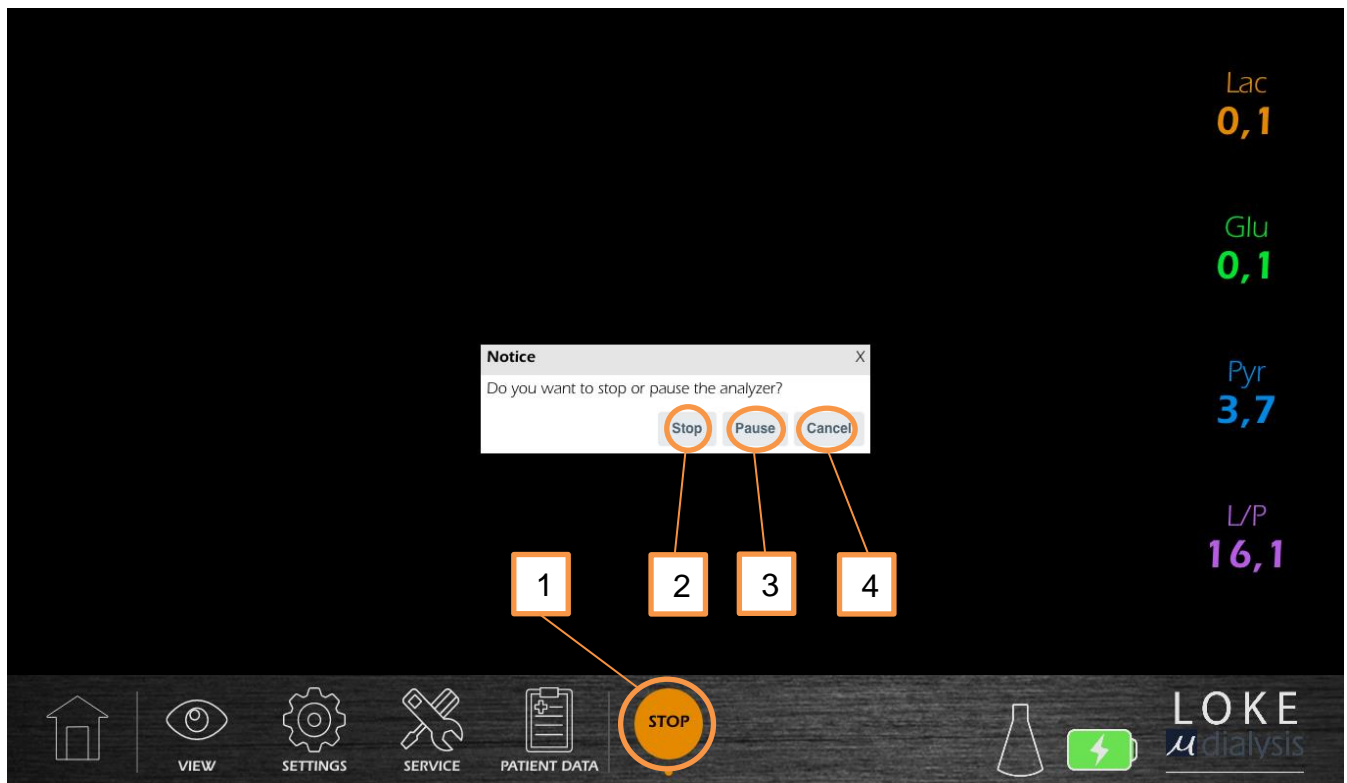 Lac
0,1
Glu
0,1
Notice X
Do you want to stop or pause the analyzer?
Stop Pause Cancel
Pyr
3,7
L/P
16,1
1 2 3 4
STOP
VIEW SETTINGS SERVICE PATIENT DATA
LOKE
μdialysis